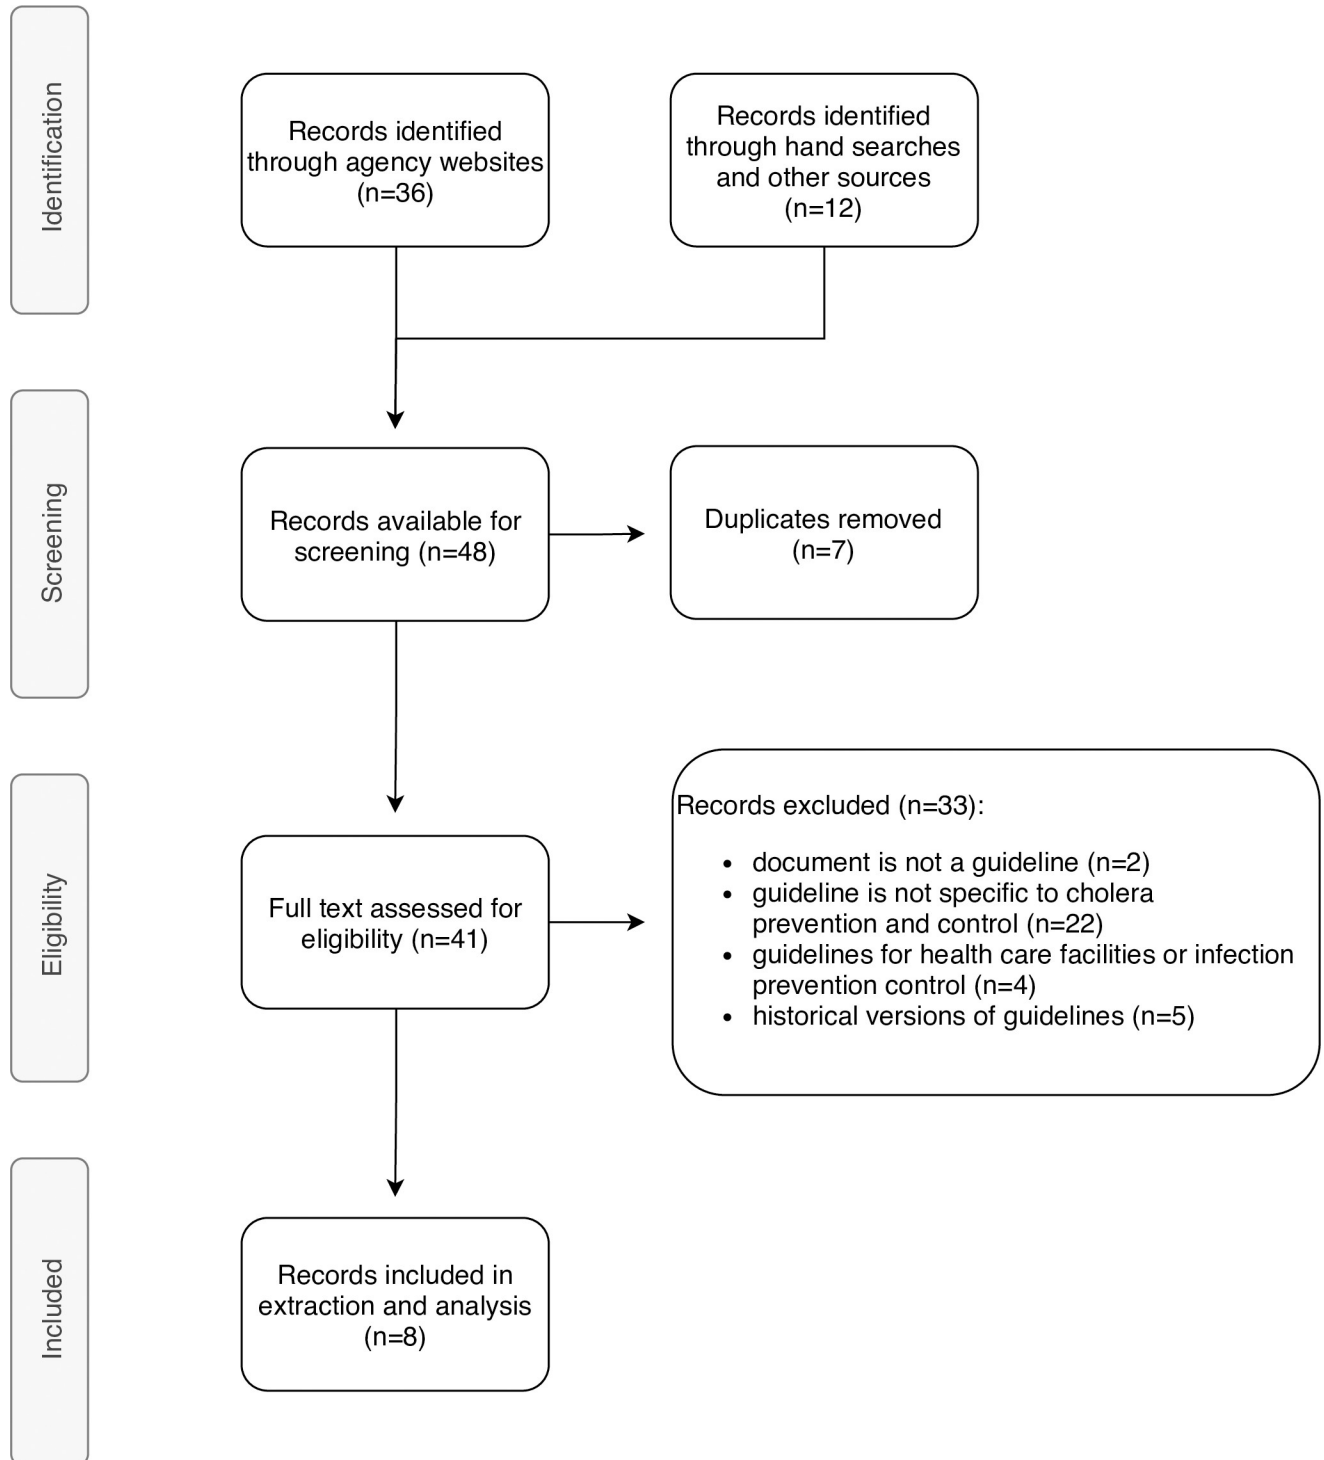 Identification
Records identified
through agency websites
(n=36)
Records identified
through hand searches
and other sources
(n=12)
Screening
Records available for
screening (n=48)
Duplicates removed
(n=7)
Eligibility
Full text assessed for
eligibility (n=41)
Records excluded (n=33):
• document is not a guideline (n=2)
• guideline is not specific to cholera
prevention and control (n=22)
• guidelines for health care facilities or infection
prevention control (n=4)
• historical versions of guidelines (n=5)
Included
Records included in
extraction and analysis
(n=8)